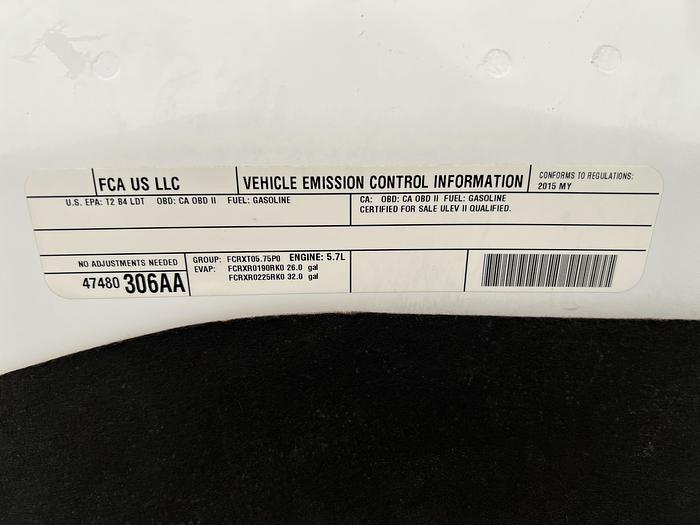 FCA US LLC
VEHICLE EMISSION CONTROL INFORMATION
CONFORMS TO REGULATIONS:
2015 MY
U.S. EPA: T2 B4 LDT OBD: CA OBD II FUEL: GASOLINE
CA: OBD: CA OBD II FUEL: GASOLINE
CERTIFIED FOR SALE ULEV II QUALIFIED.
NO ADJUSTMENTS NEEDED
47480 306AA
GROUP: FCRXT05.75P0 ENGINE: 5.7L
EVAP: FCRXR0190RK0 26.0 gal
FCRXR0225RK0 32.0 gal